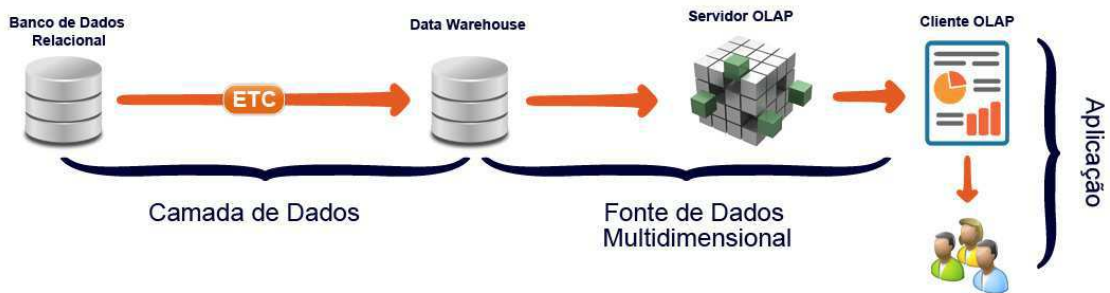 Banco de Dados
Relacional
ETC
Data Warehouse
Servidor OLAP
Cliente OLAP
Camada de Dados
Fonte de Dados
Multidimensional
Aplicação